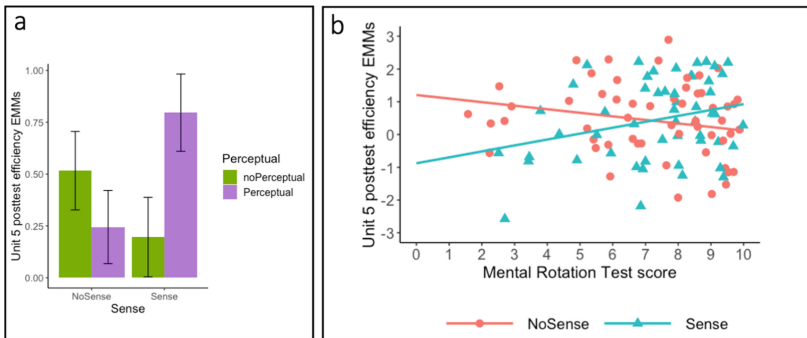 a
Unit 5 posttest efficiency EMMs
1.00
0.75
0.50
0.25
0.00
NoSense
Sense
Sense
Perceptual
noPerceptual
Perceptual
b
Unit 5 posttest efficiency EMMs
3
2
1
0
-1
-2
-3
0 1 2 3 4 5 6 7 8 9 10
Mental Rotation Test score
NoSense
Sense